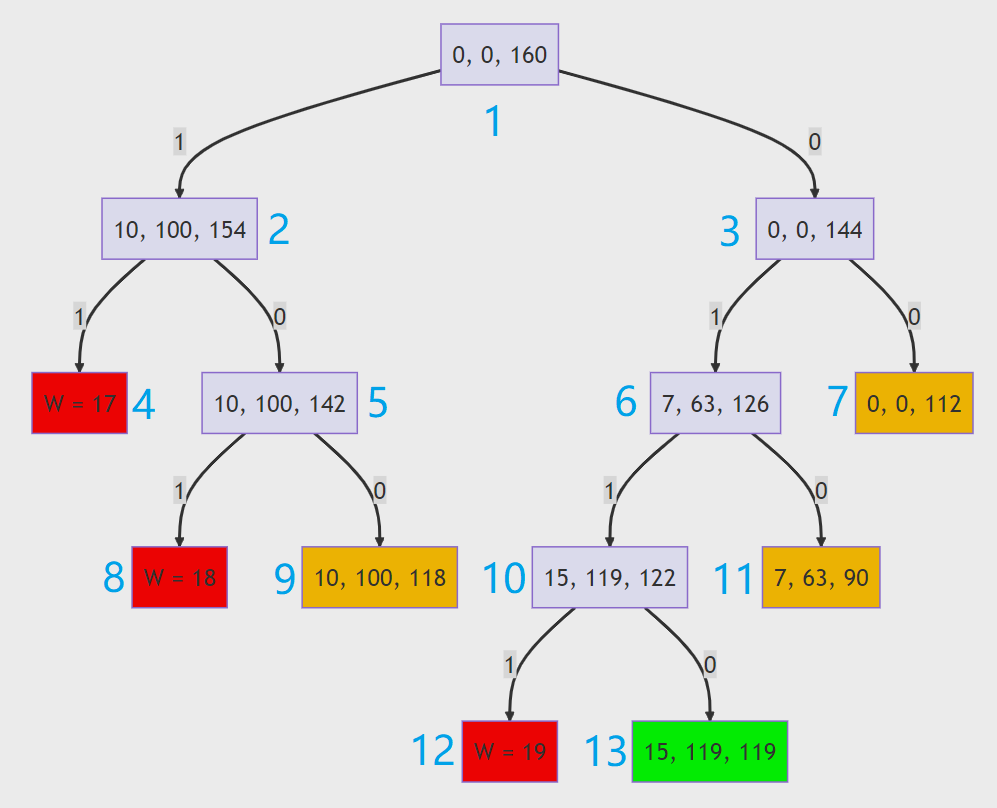 0, 0, 160
1
1
0
10, 100, 154
2
3
0, 0, 144
1
0
1
0
W = 17
4
10, 100, 142
5
6
7, 63, 126
7
0, 0, 112
1
0
1
0
8
W = 18
9
10, 100, 118
10
15, 119, 122
11
7, 63, 90
1
0
12
W = 19
13
15, 119, 119